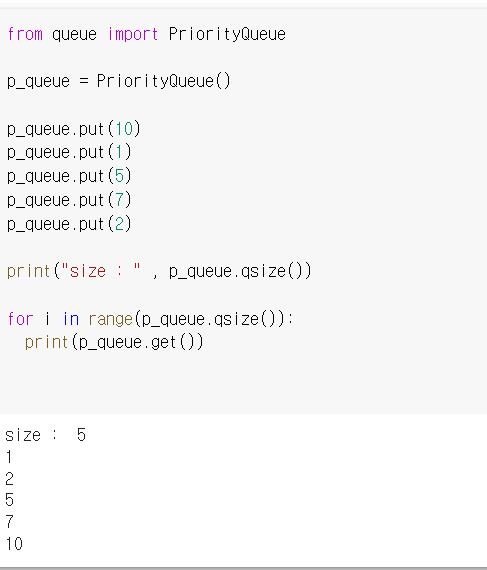 from queue import PriorityQueue
p_queue = PriorityQueue()
p_queue.put(10)
p_queue.put(1)
p_queue.put(5)
p_queue.put(7)
p_queue.put(2)
print("size : " , p_queue.qsize())
for i in range(p_queue.qsize()):
  print(p_queue.get())
size :  5
1
2
5
7
10